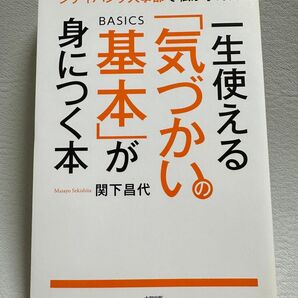 一生使える
「気づかい」の
BASICS
基本」が
身につく本
Masayo Sekishita
関下昌代